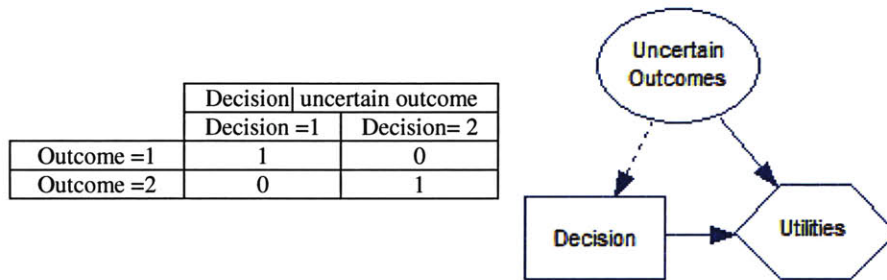 Decision| uncertain outcome
Decision =1 Decision= 2
Outcome =1 1 0
Outcome =2 0 1
Uncertain
Outcomes
Decision
Utilities